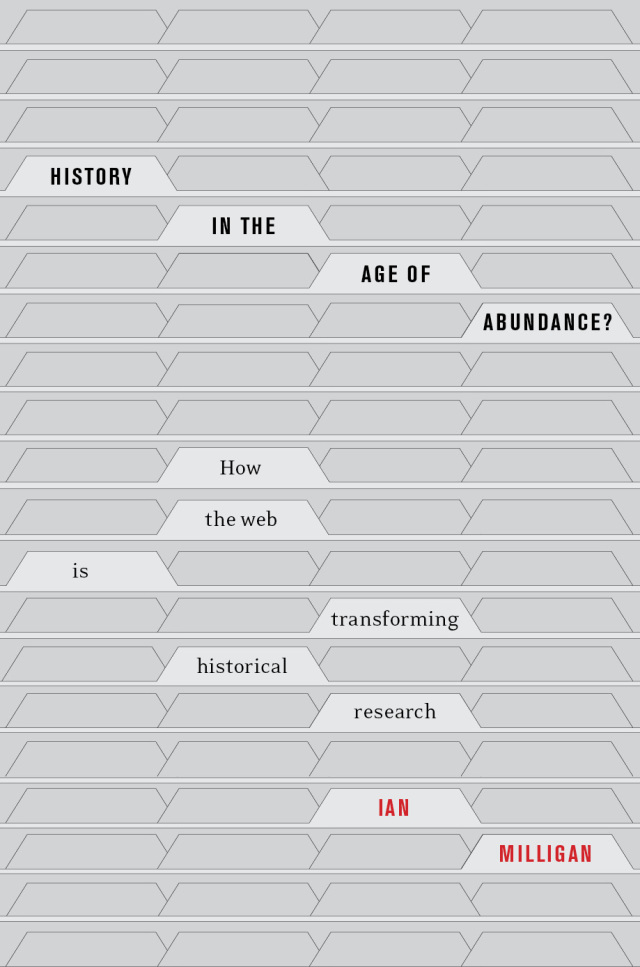 HISTORY
IN THE
AGE OF
ABUNDANCE?
How
the web
is
transforming
historical
research
IAN
MILLIGAN